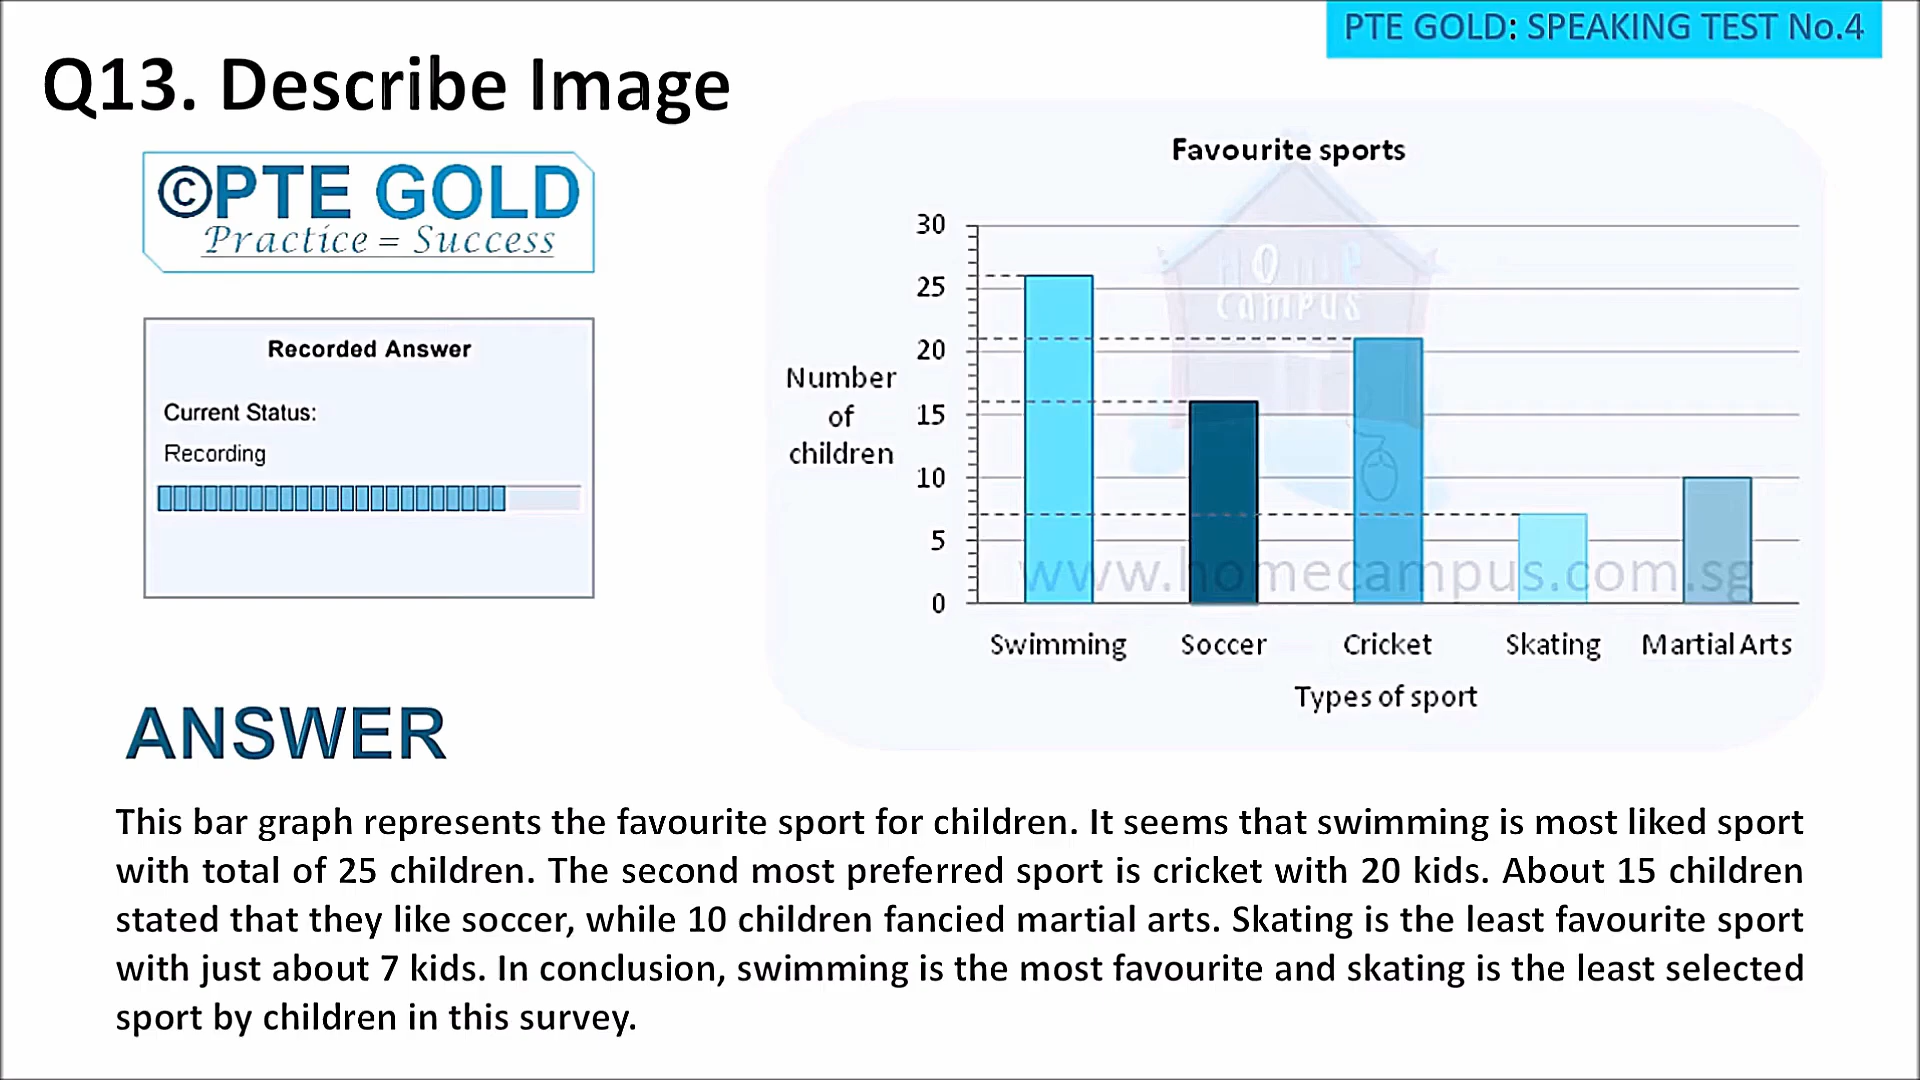 PTE GOLD: SPEAKING TEST No.4
Q13. Describe Image
©PTE GOLD
Practice = Success
Recorded Answer
Current Status:
Recording
Favourite sports
HOME
campus
30
25
20
15
10
5
0
Number
of
children
www.homecampus.com.sg
Swimming
Soccer
Cricket
Skating
Martial Arts
Types of sport
ANSWER
This bar graph represents the favourite sport for children. It seems that swimming is most liked sport
with total of 25 children. The second most preferred sport is cricket with 20 kids. About 15 children
stated that they like soccer, while 10 children fancied martial arts. Skating is the least favourite sport
with just about 7 kids. In conclusion, swimming is the most favourite and skating is the least selected
sport by children in this survey.